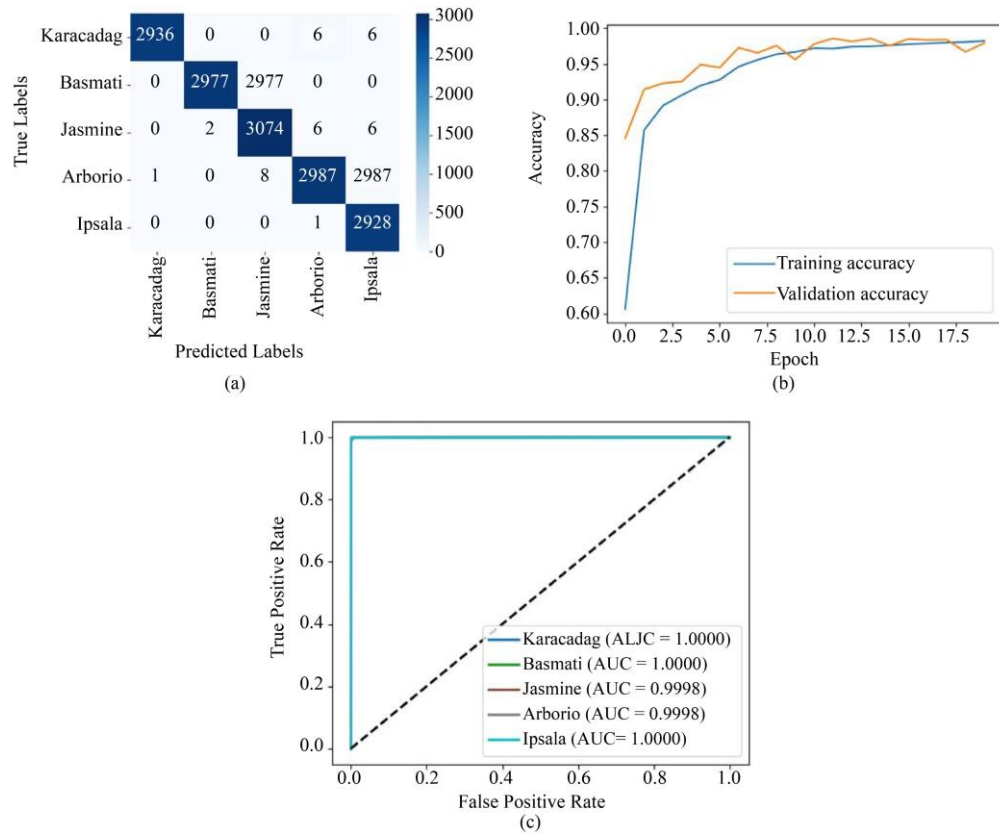 True Labels
Karacadag 2936 0 0 6 6
Basmati 0 2977 2977 0 0
Jasmine 0 2 3074 6 6
Arborio 1 0 8 2987 2987
Ipsala 0 0 0 1 2928
3000
2500
2000
1500
1000
500
0
Karacadag
Basmati
Jasmine
Arborio
Ipsala
Predicted Labels
(a)
Accuracy
1.00
0.95
0.90
0.85
0.80
0.75
0.70
0.65
0.60
Training accuracy
Validation accuracy
0.0 2.5 5.0 7.5 10.0 12.5 15.0 17.5
Epoch
(b)
True Positive Rate
1.0
0.8
0.6
0.4
0.2
0.0
Karacadag (ALJC = 1.0000)
Basmati (AUC = 1.0000)
Jasmine (AUC = 0.9998)
Arborio (AUC = 0.9998)
Ipsala (AUC= 1.0000)
0.0 0.2 0.4 0.6 0.8 1.0
False Positive Rate
(c)